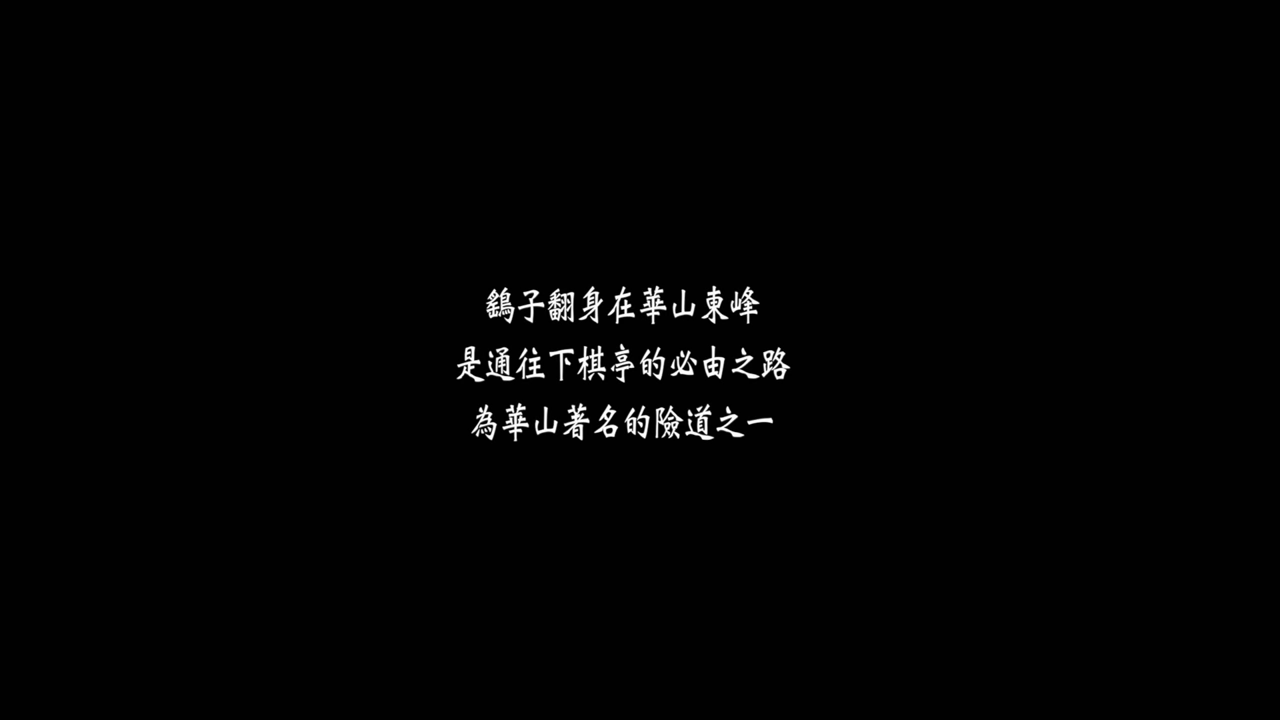 鷂子翻身在華山東峰
是通往下棋亭的必由之路
為華山著名的險道之一